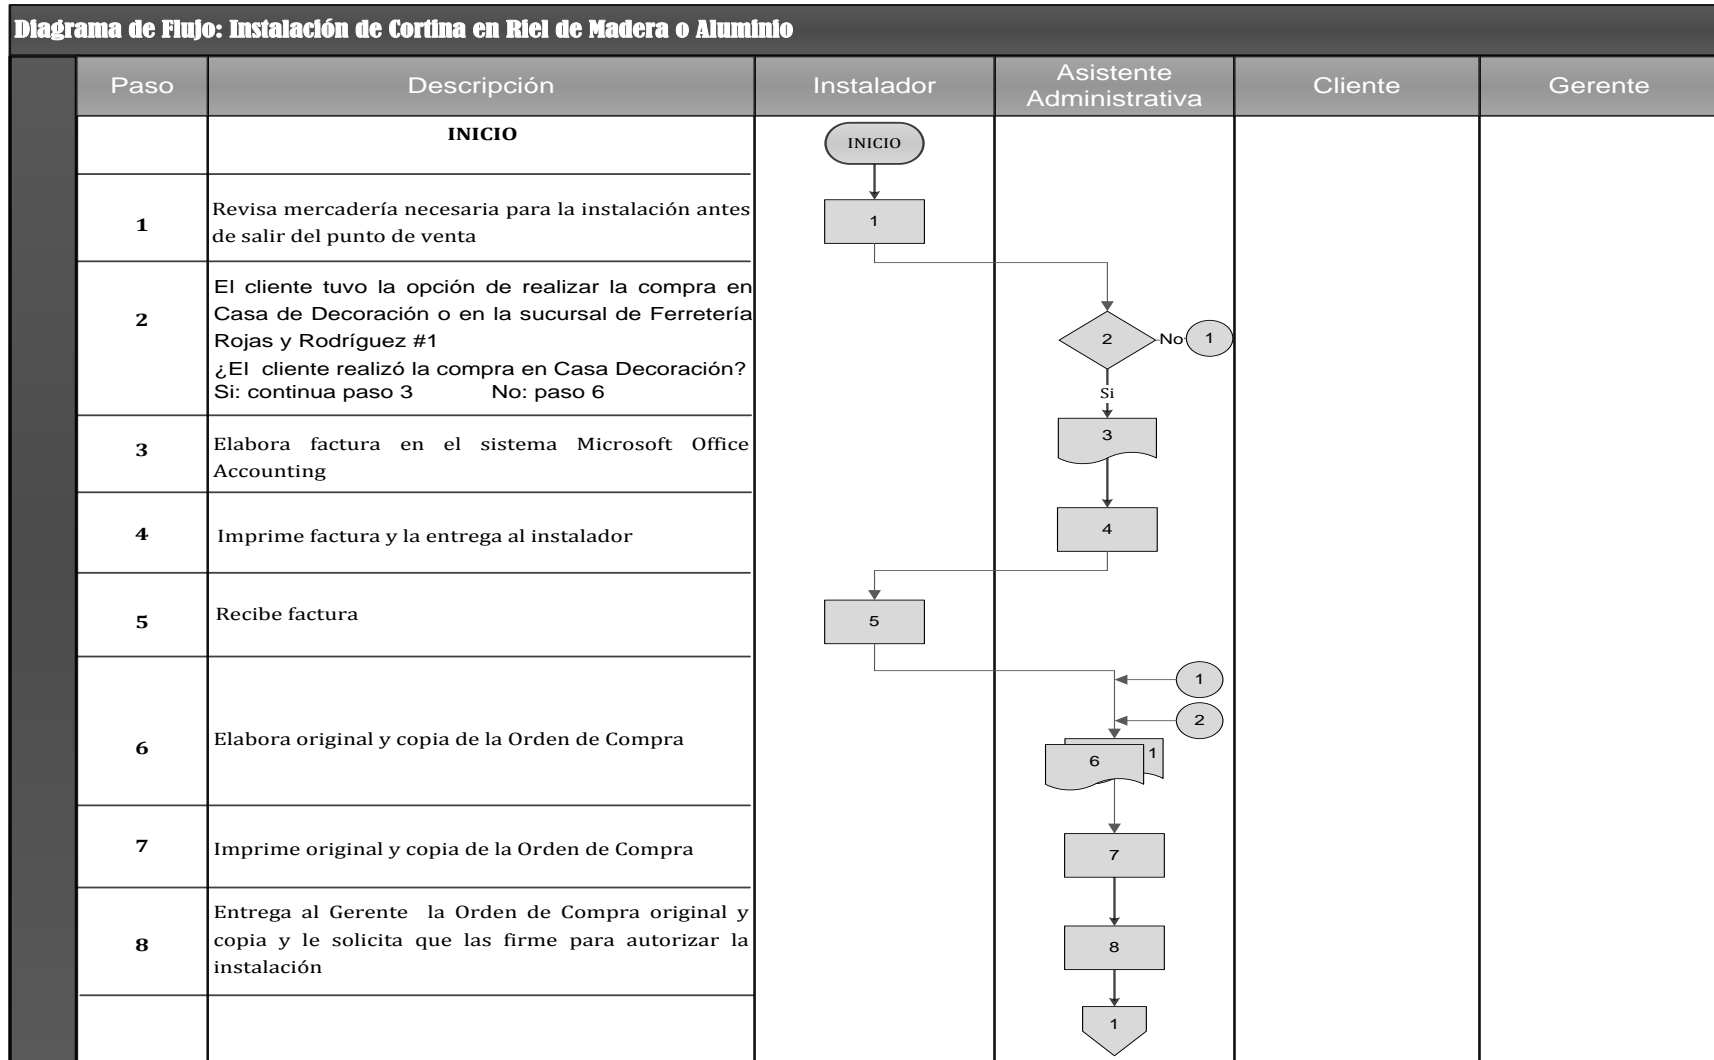 Diagrama de Flujo: Instalación de Cortina en Riel de Madera o Aluminio
Paso
Descripción
Instalador
Asistente
Administrativa
Cliente
Gerente
INICIO
INICIO
1
Revisa mercadería necesaria para la instalación antes
de salir del punto de venta
1
2
El cliente tuvo la opción de realizar la compra en
Casa de Decoración o en la sucursal de Ferretería
Rojas y Rodríguez #1
¿El cliente realizó la compra en Casa Decoración?
Si: continua paso 3 No: paso 6
2
No
1
Si
3
Elabora factura en el sistema Microsoft Office
Accounting
3
4
Imprime factura y la entrega al instalador
4
5
Recibe factura
5
1
2
6
Elabora original y copia de la Orden de Compra
6
1
7
Imprime original y copia de la Orden de Compra
7
8
Entrega al Gerente la Orden de Compra original y
copia y le solicita que las firme para autorizar la
instalación
8
1